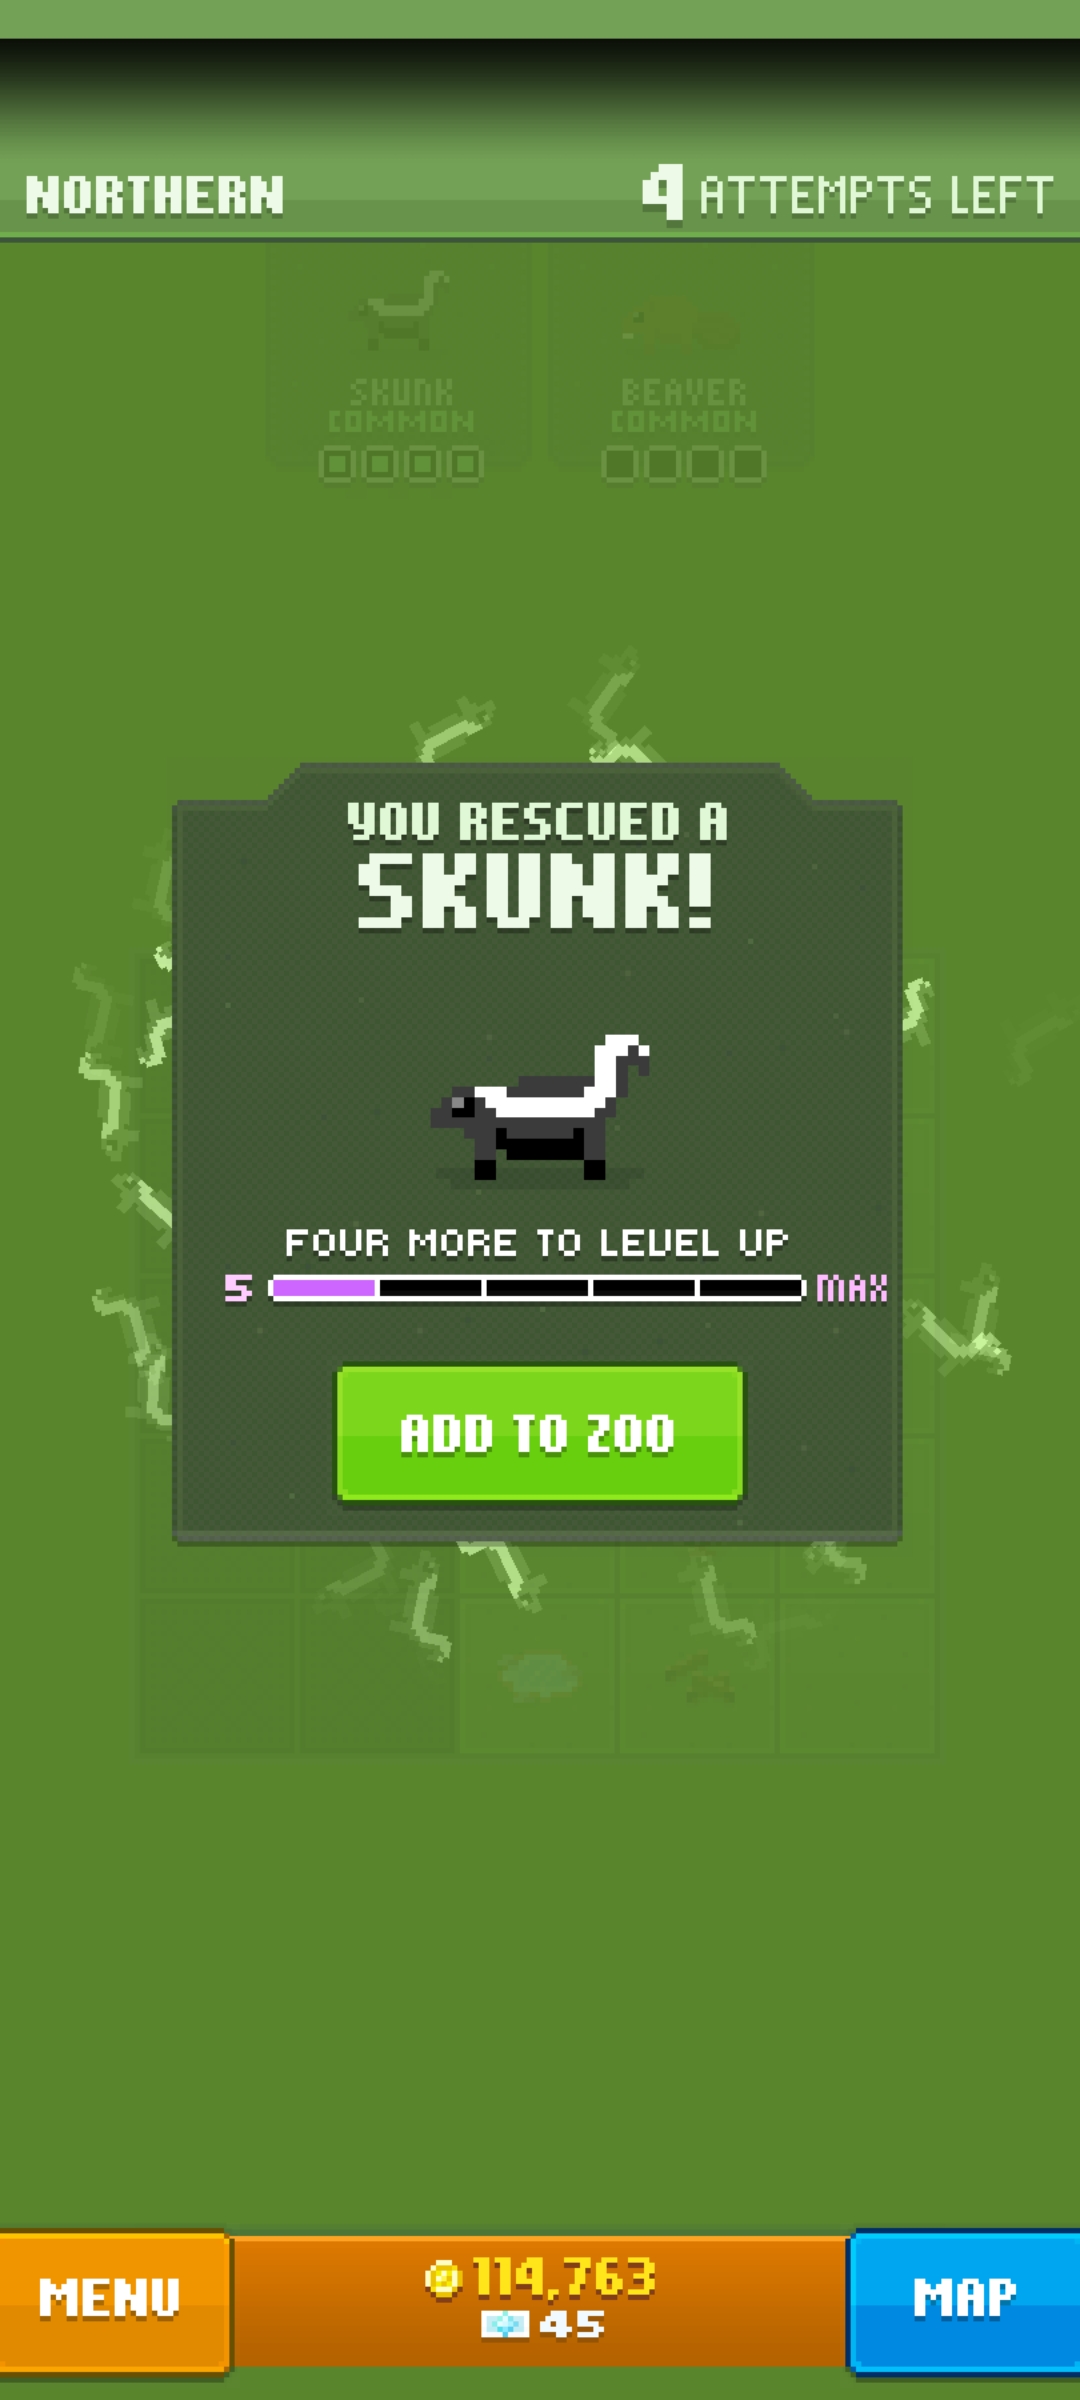 NORTHERN
4 ATTEMPTS LEFT
SKUNK
COMMON
BEAVER
COMMON
YOU RESCUED A
SKUNK!
FOUR MORE TO LEVEL UP
5
MAX
ADD TO ZOO
MENU
114,763
45
MAP